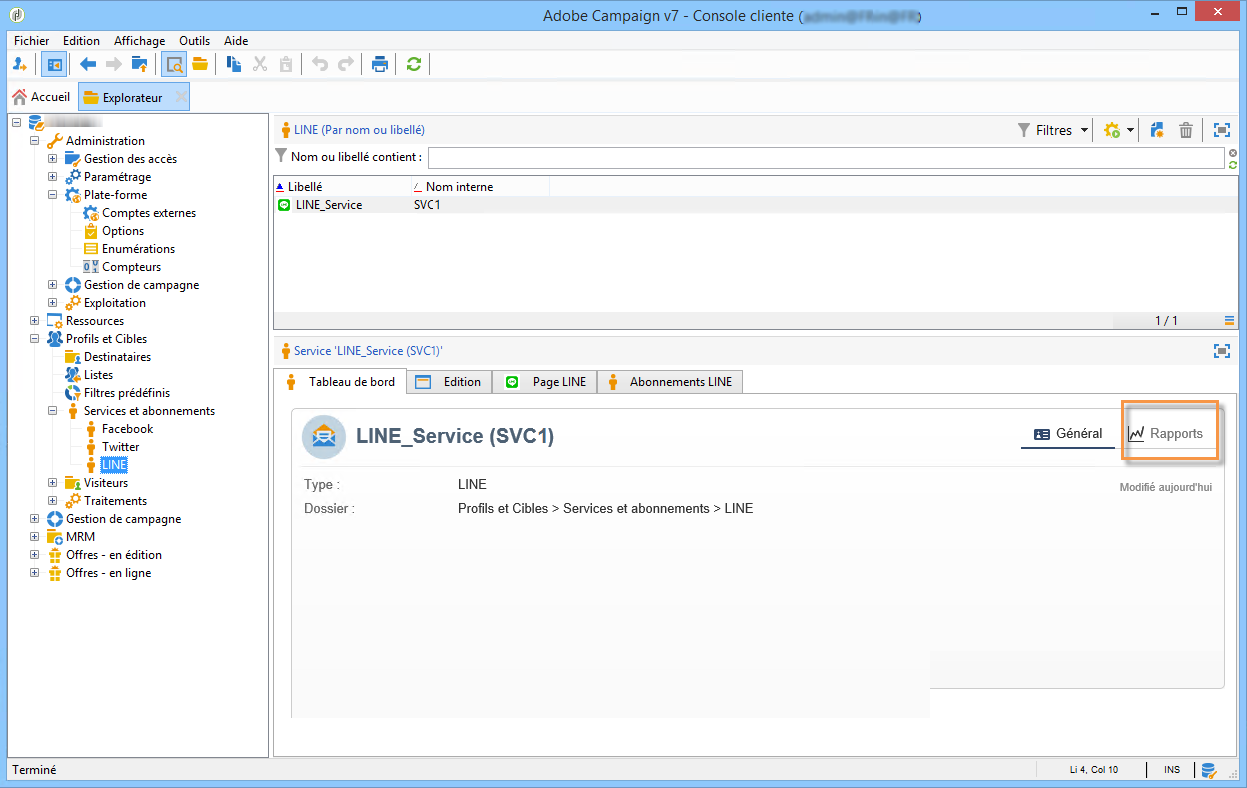 Adobe Campaign v7 - Console cliente
Fichier Edition Affichage Outils Aide
Accueil Explorateur
Administration
Gestion des accès
Paramétrage
Plate-forme
Comptes externes
Options
Enumérations
Compteurs
Gestion de campagne
Exploitation
Ressources
Profils et Cibles
Destinataires
Listes
Filtres prédéfinis
Services et abonnements
Facebook
Twitter
LINE
Visiteurs
Traitements
Gestion de campagne
MRM
Offres - en édition
Offres - en ligne
LINE (Par nom ou libellé)
Filtres
Nom ou libellé contient :
Libellé Nom interne
LINE_Service SVC1
1 / 1
Service 'LINE_Service (SVC1)'
Tableau de bord Edition Page LINE Abonnements LINE
LINE_Service (SVC1)
Général Rapports
Modifié aujourd'hui
Type : LINE
Dossier : Profils et Cibles > Services et abonnements > LINE
Terminé
Li 4, Col 10 INS